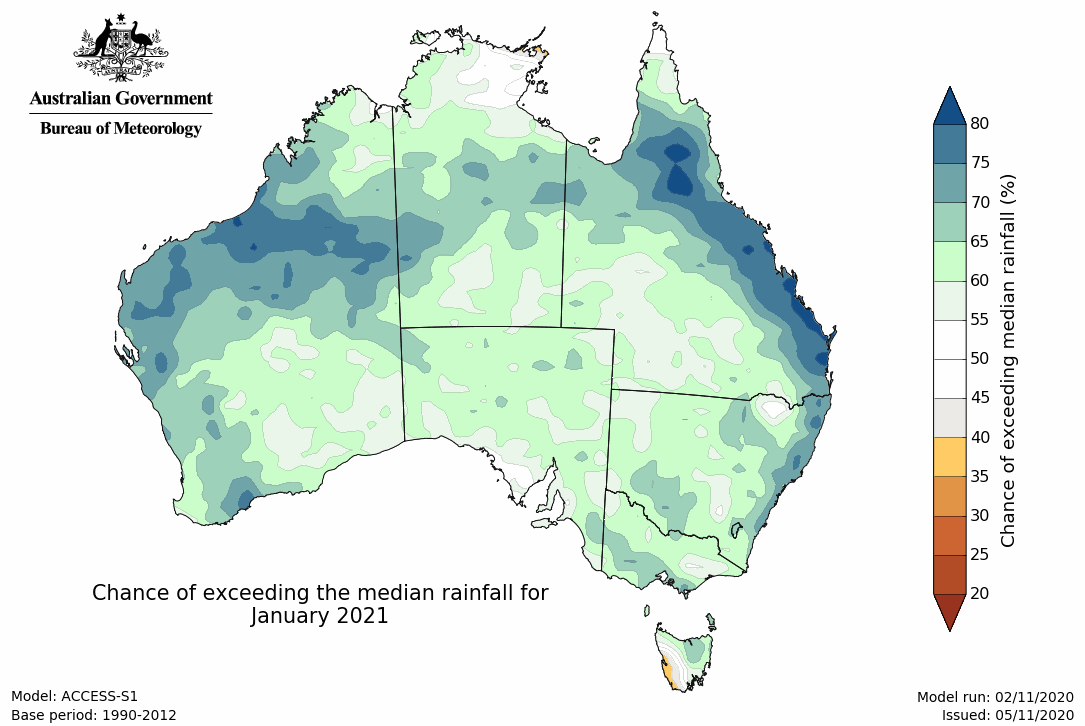 AUSTRALIA
Australian Government
Bureau of Meteorology
80
75
70
65
60
55
50
45
40
35
30
25
20
Chance of exceeding median rainfall (%)
Chance of exceeding the median rainfall for
January 2021
Model: ACCESS-S1
Base period: 1990-2012
Model run: 02/11/2020
Issued: 05/11/2020